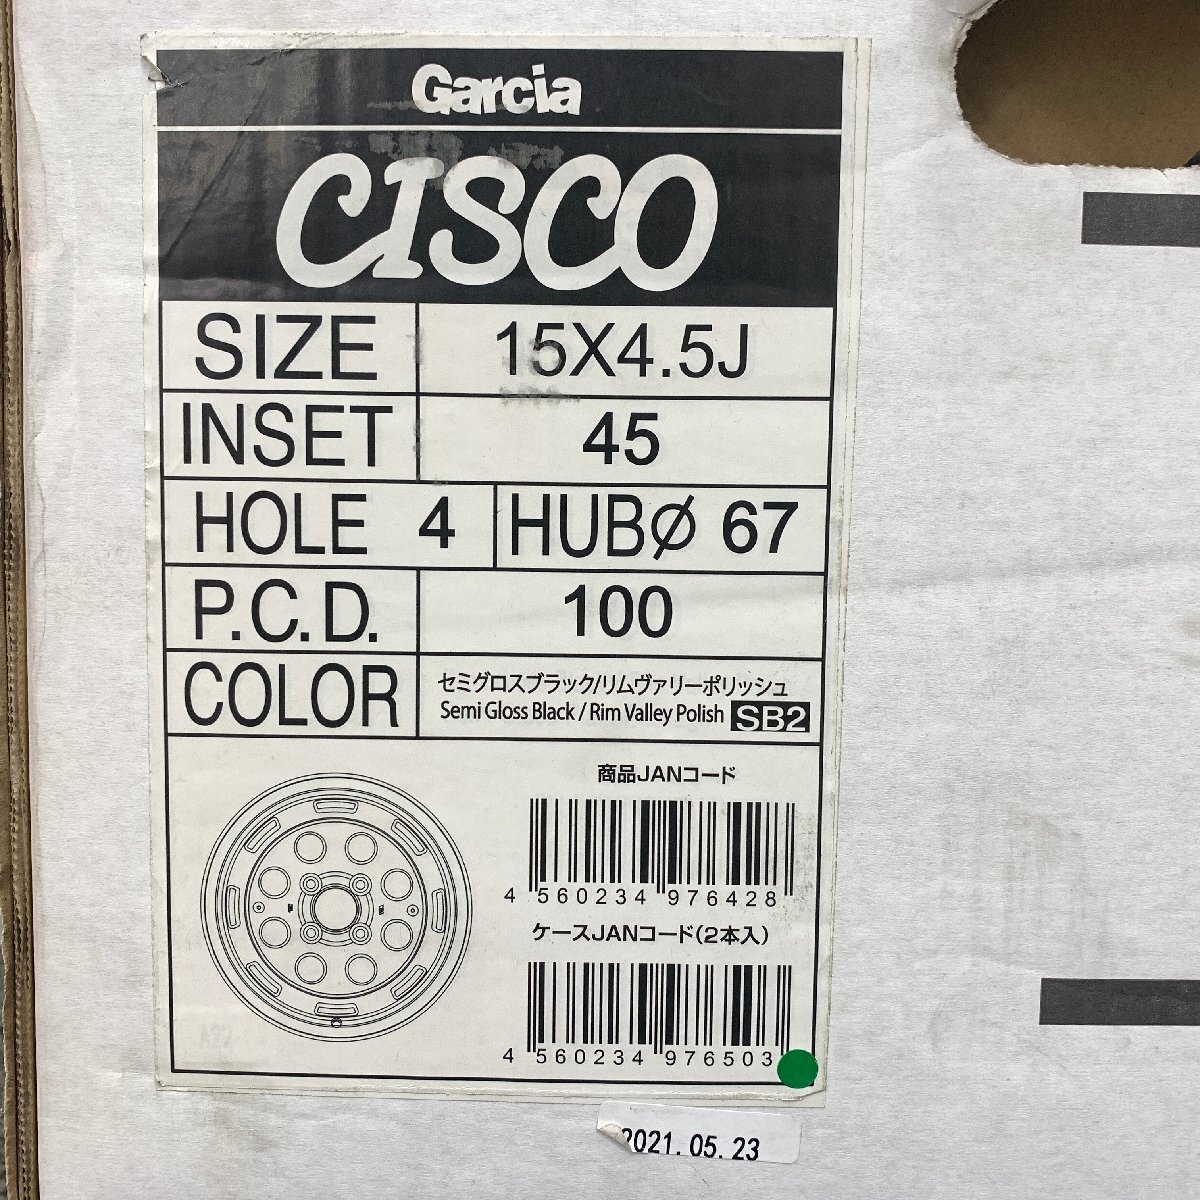 Garcia
CISCO
SIZE 15X4.5J
INSET 45
HOLE 4 HUBø 67
P.C.D. 100
COLOR セミグロスブラック/リムヴァリーポリッシュ
Semi Gloss Black / Rim Valley Polish SB2
商品JANコード
4 560234 976428
ケースJANコード(2本入)
4 560234 976503
A22
2021.05.23